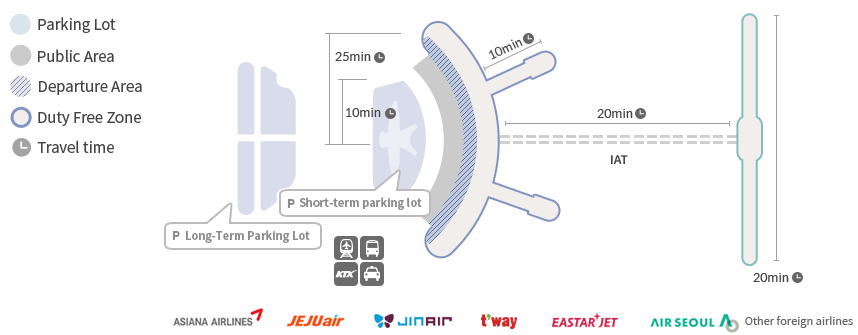 Parking Lot
Public Area
Departure Area
Duty Free Zone
Travel time
25min
10min
10min
20min
IAT
20min
P Short-term parking lot
P Long-Term Parking Lot
KTX
ASIANA AIRLINES
JEJUair
JINAIR
t'way
EASTAR JET
AIR SEOUL
Other foreign airlines